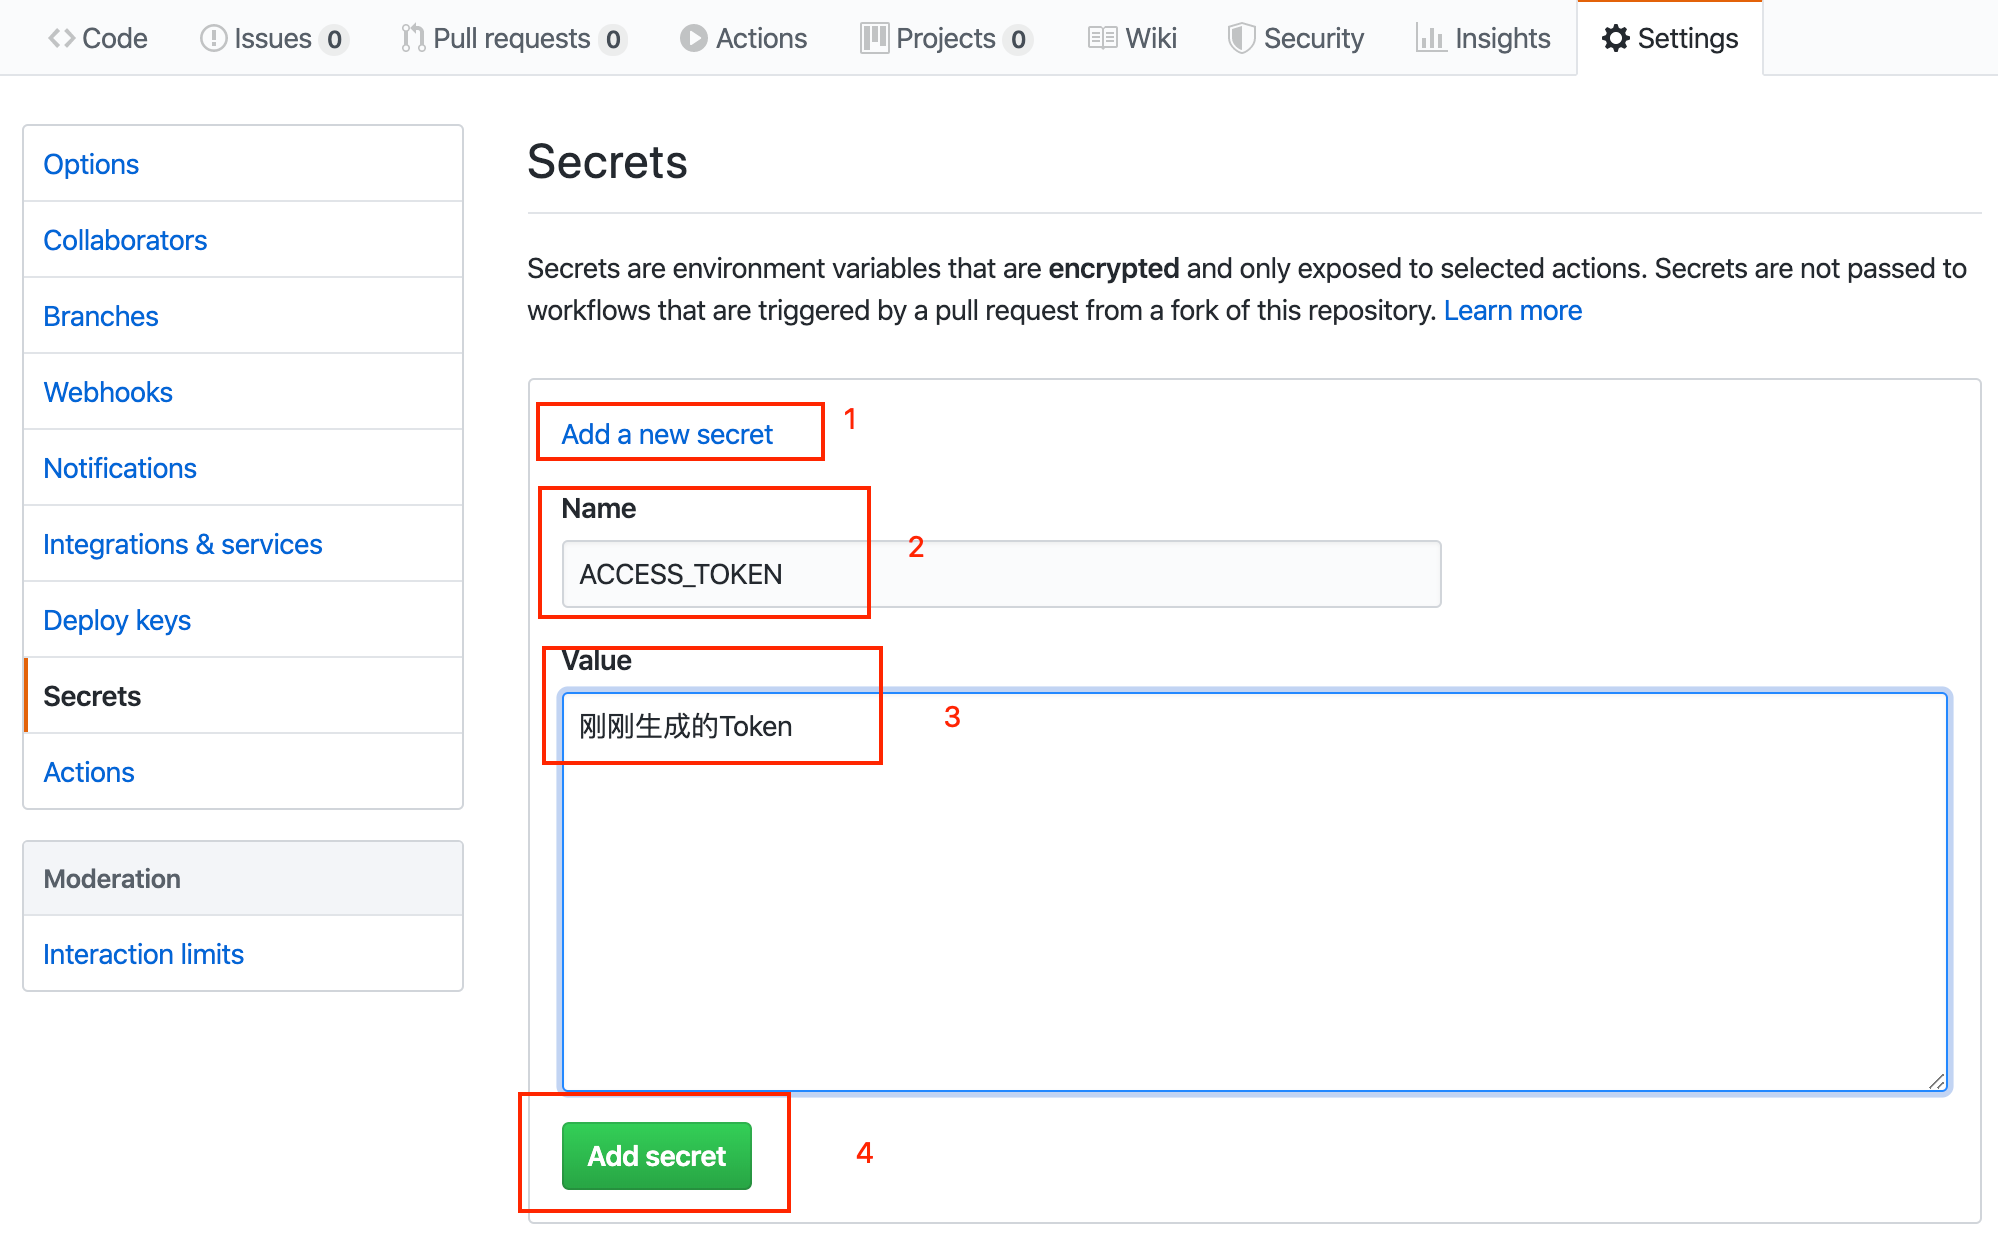 Code Issues 0 Pull requests 0 Actions Projects 0 Wiki Security Insights Settings
Options
Collaborators
Branches
Webhooks
Notifications
Integrations & services
Deploy keys
Secrets
Actions
Moderation
Interaction limits
Secrets
Secrets are environment variables that are encrypted and only exposed to selected actions. Secrets are not passed to
workflows that are triggered by a pull request from a fork of this repository. Learn more
Add a new secret 1
Name
ACCESS_TOKEN 2
Value
刚刚生成的Token 3
Add secret 4